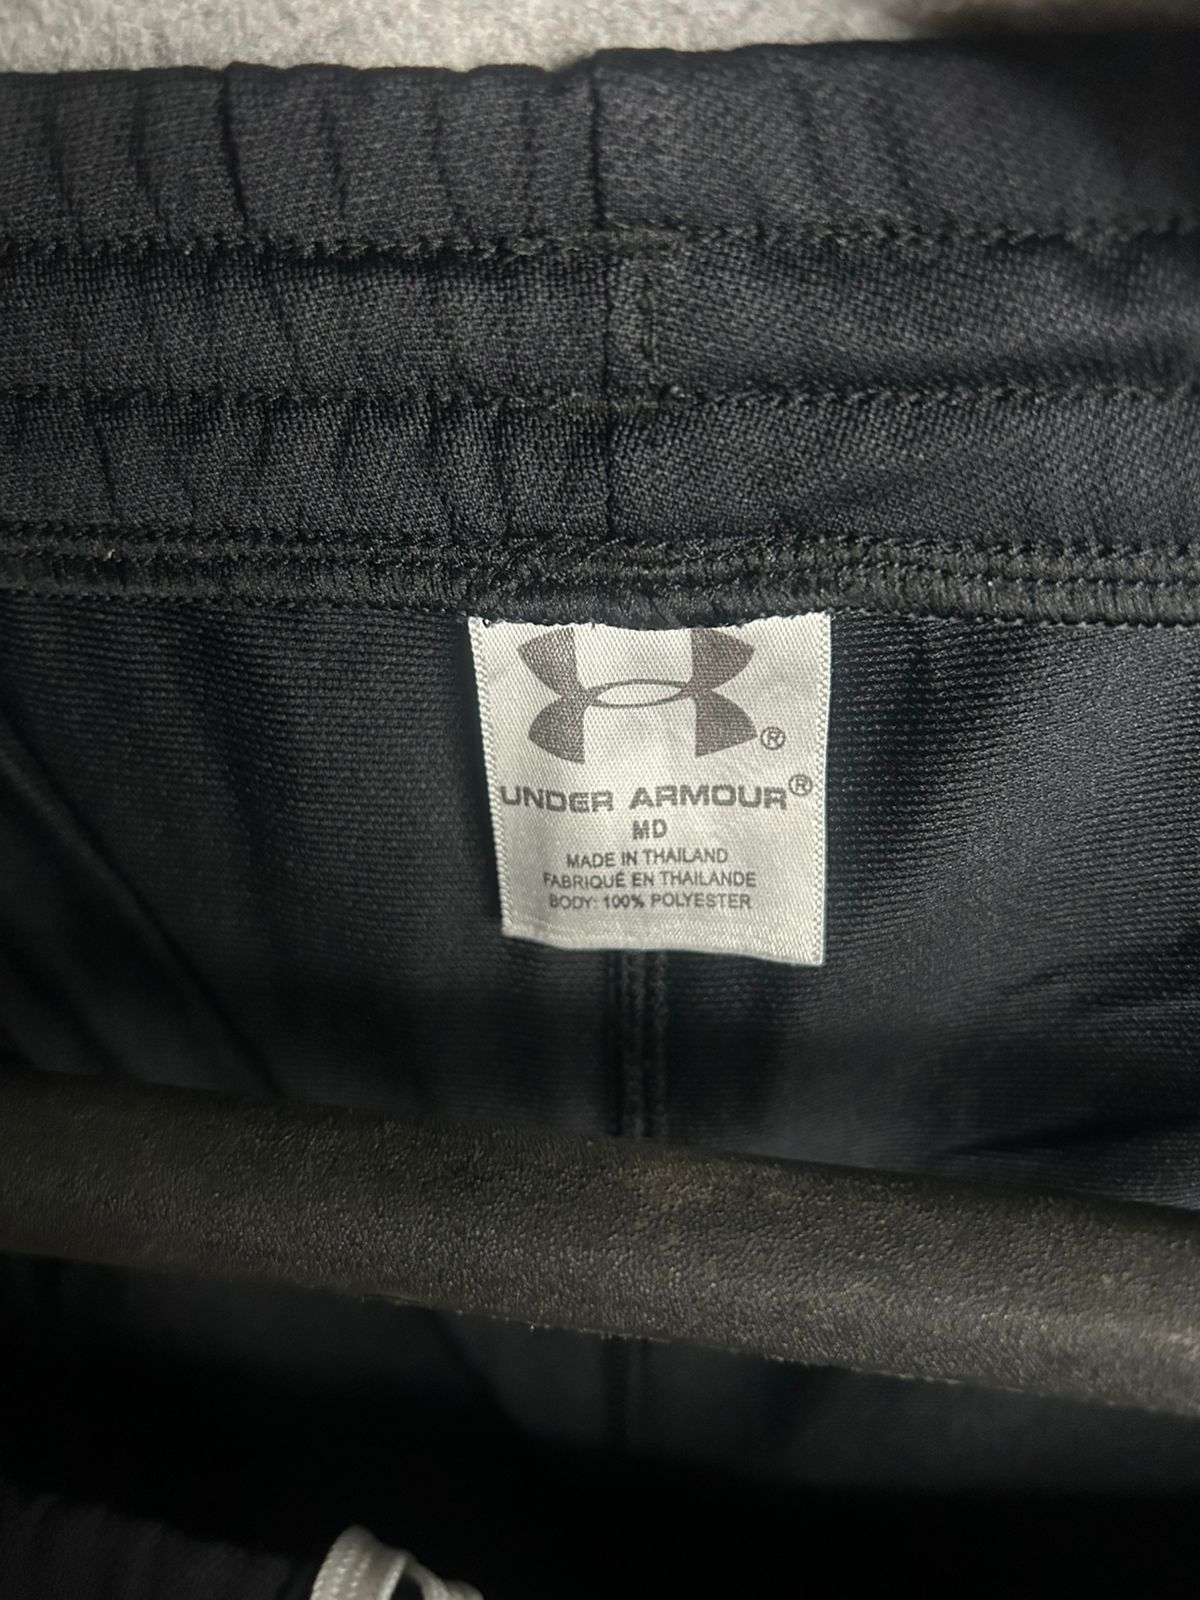 ®
UNDER ARMOUR®
MD
MADE IN THAILAND
FABRIQUÉ EN THAILANDE
BODY: 100% POLYESTER